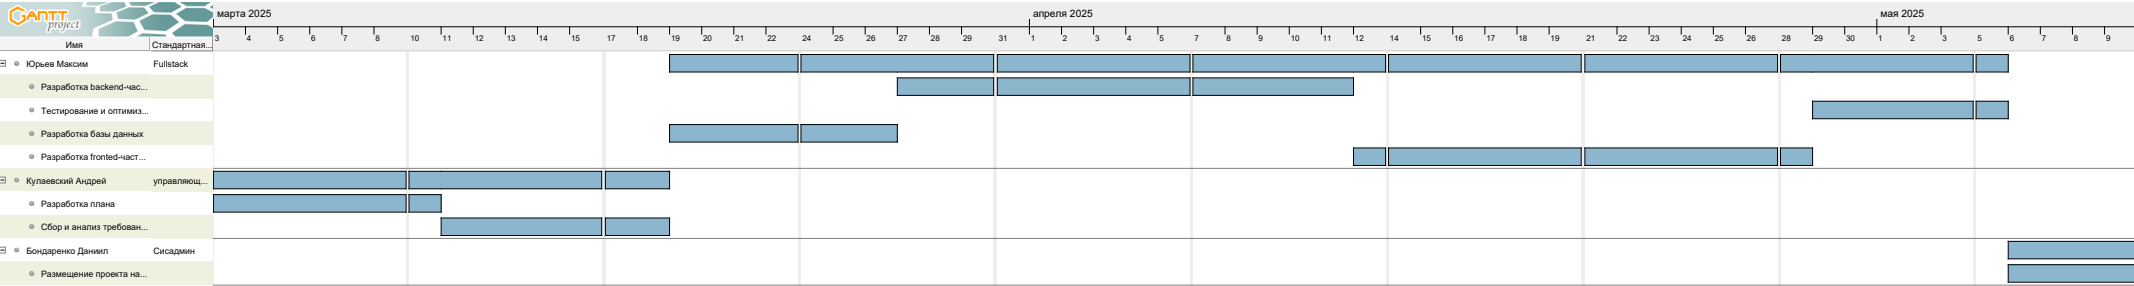 GANTT
project
марта 2025 апреля 2025 мая 2025
Имя Стандартная...
3 4 5 6 7 8 10 11 12 13 14 15 17 18 19 20 21 22 24 25 26 27 28 29 31 1 2 3 4 5 7 8 9 10 11 12 14 15 16 17 18 19 21 22 23 24 25 26 28 29 30 1 2 3 5 6 7 8 9
Юрьев Максим Fullstack
Разработка backend-час...
Тестирование и оптимиз...
Разработка базы данных
Разработка fronted-част...
Кулаевский Андрей управляющ...
Разработка плана
Сбор и анализ требован...
Бондаренко Даниил Сисадмин
Размещение проекта на...